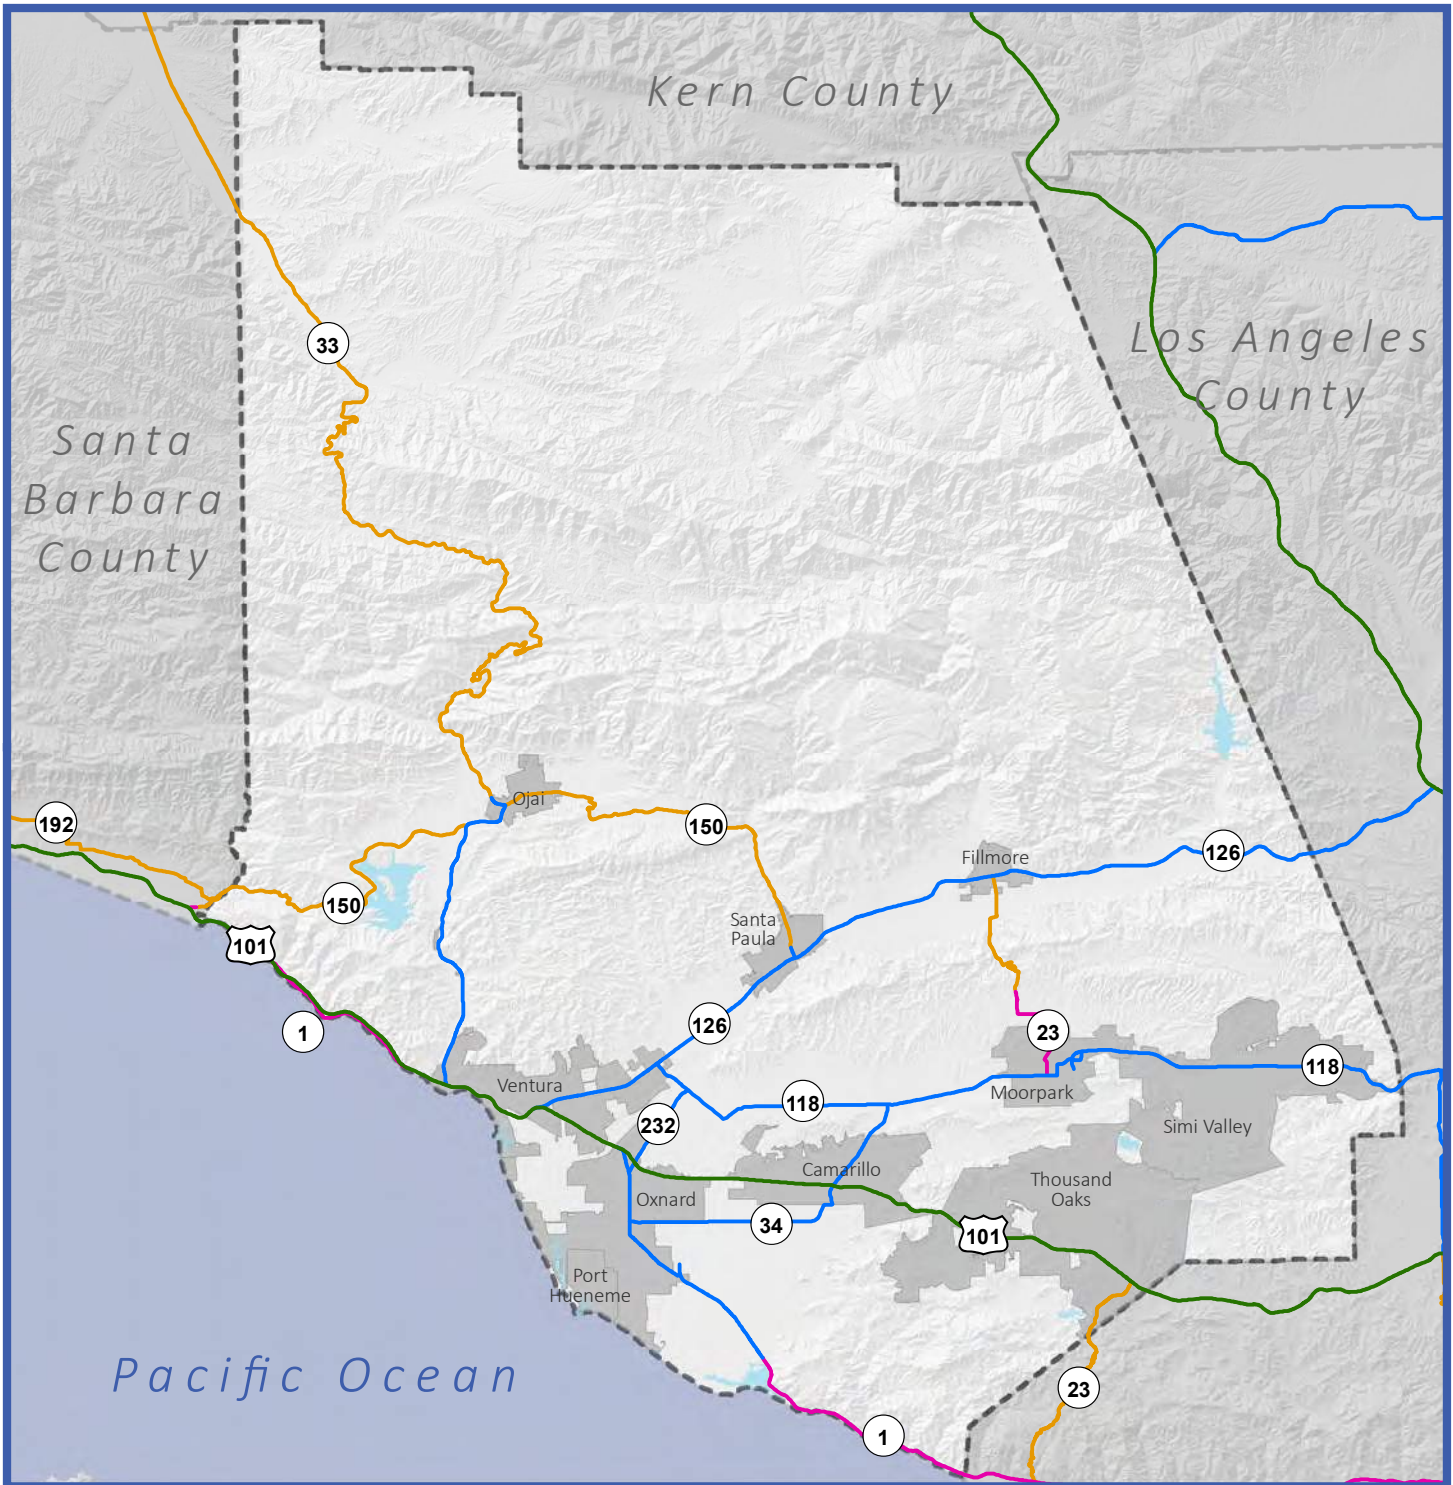 Kern County
33
Los Angeles
County
Santa
Barbara
County
Ojai
192
150
126
Fillmore
150
Santa
Paula
101
126
1
23
118
Ventura
Moorpark
118
232
Simi Valley
Camarillo
Thousand
Oaks
Oxnard
34
101
Port
Hueneme
Pacific Ocean
23
1